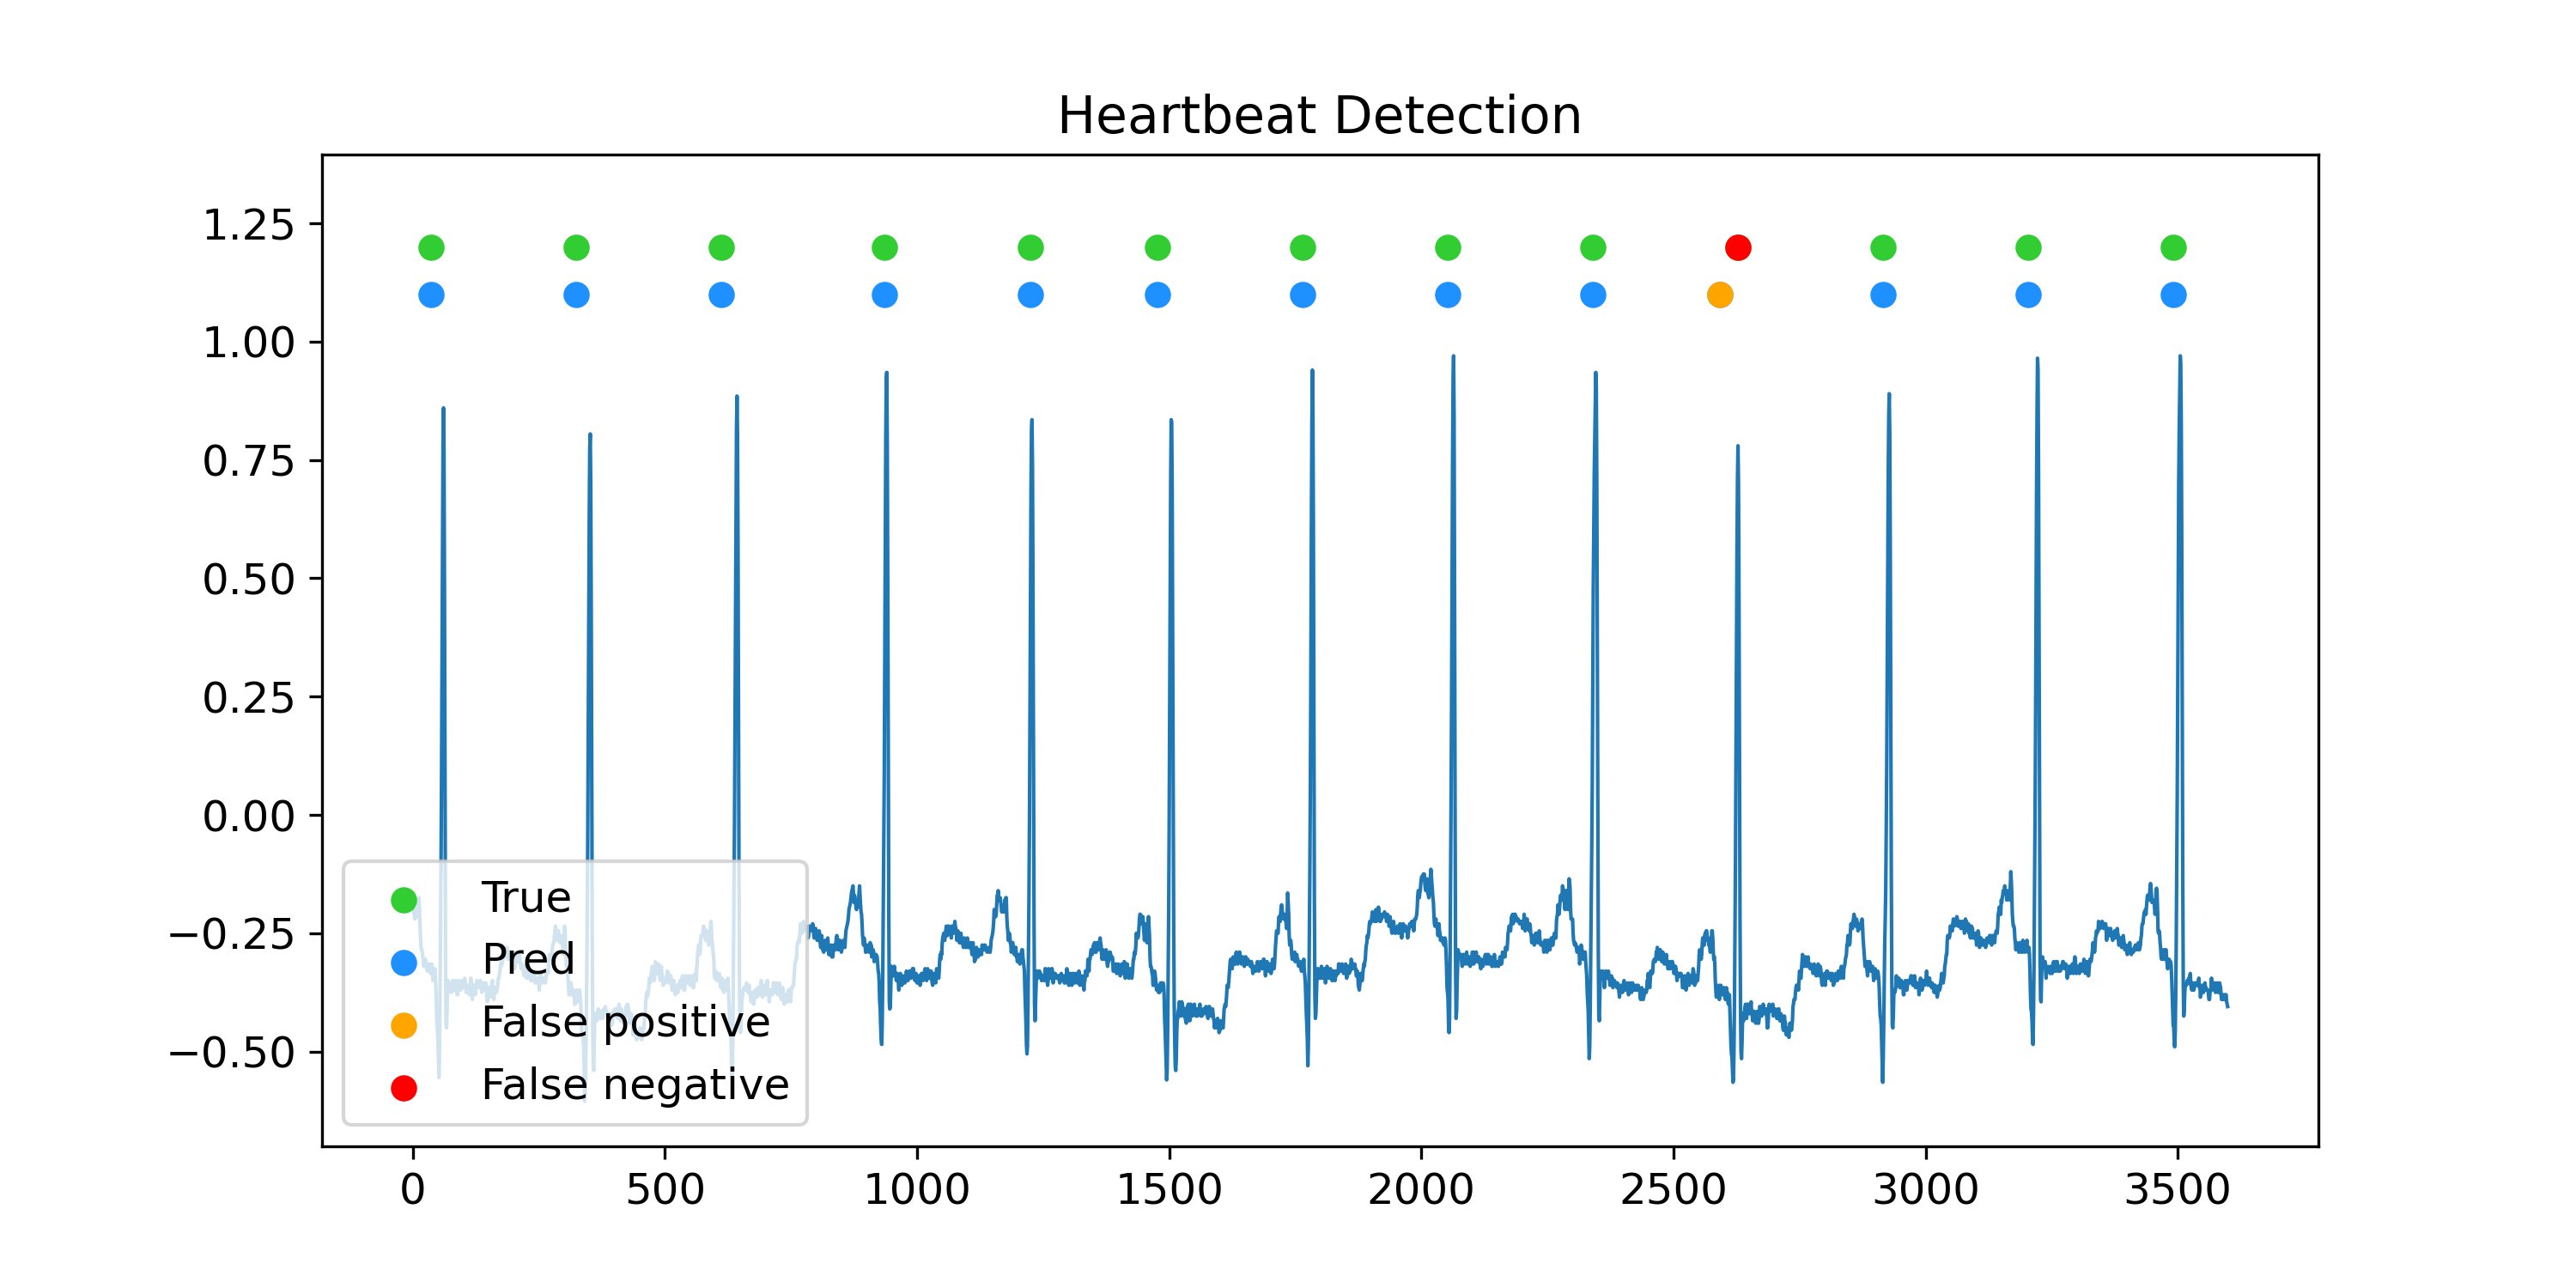 Heartbeat Detection
1.25
1.00
0.75
0.50
0.25
0.00
−0.25
−0.50
True
Pred
False positive
False negative
0 500 1000 1500 2000 2500 3000 3500